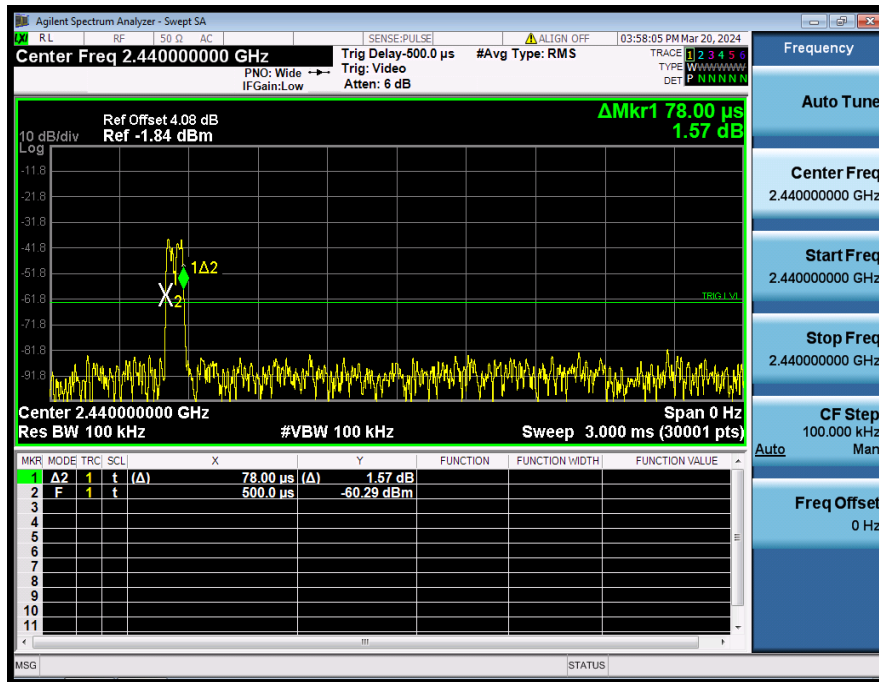 Agilent Spectrum Analyzer - Swept SA
LXI RL RF 50 Ω AC SENSE:PULSE ALIGN OFF 03:58:05 PM Mar 20, 2024
Center Freq 2.440000000 GHz
PNO: Wide
IFGain:Low
Trig Delay-500.0 µs
Trig: Video
Atten: 6 dB
#Avg Type: RMS
TRACE 1 2 3 4 5 6
TYPE WWWWWW
DET P N N N N N
Frequency
Auto Tune
Center Freq
2.440000000 GHz
Start Freq
2.440000000 GHz
Stop Freq
2.440000000 GHz
CF Step
100.000 kHz
Auto Man
Freq Offset
0 Hz
ΔMkr1 78.00 µs
1.57 dB
Ref Offset 4.08 dB
10 dB/div Ref -1.84 dBm
Log
-11.8
-21.8
-31.8
-41.8
-51.8
-61.8
-71.8
-81.8
-91.8
1Δ2
2
TRIG LVL
Center 2.440000000 GHz Span 0 Hz
Res BW 100 kHz #VBW 100 kHz Sweep 3.000 ms (30001 pts)
MKR MODE TRC SCL X Y FUNCTION FUNCTION WIDTH FUNCTION VALUE
1 Δ2 1 t (Δ) 78.00 µs (Δ) 1.57 dB
2 F 1 t 500.0 µs -60.29 dBm
3
4
5
6
7
8
9
10
11
MSG STATUS